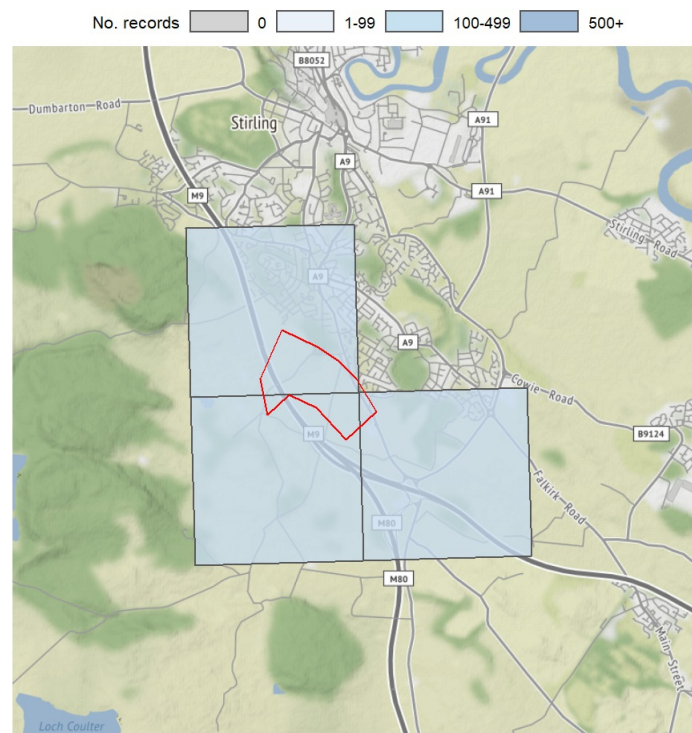 No. records 0 1-99 100-499 500+
B8052
Dumbarton Road
Stirling
A91
A9
M9
A91
Stirling Road
A9
A9
Cowie Road
M9
B9124
Falkirk Road
M80
M80
Main Street
Loch Coulter